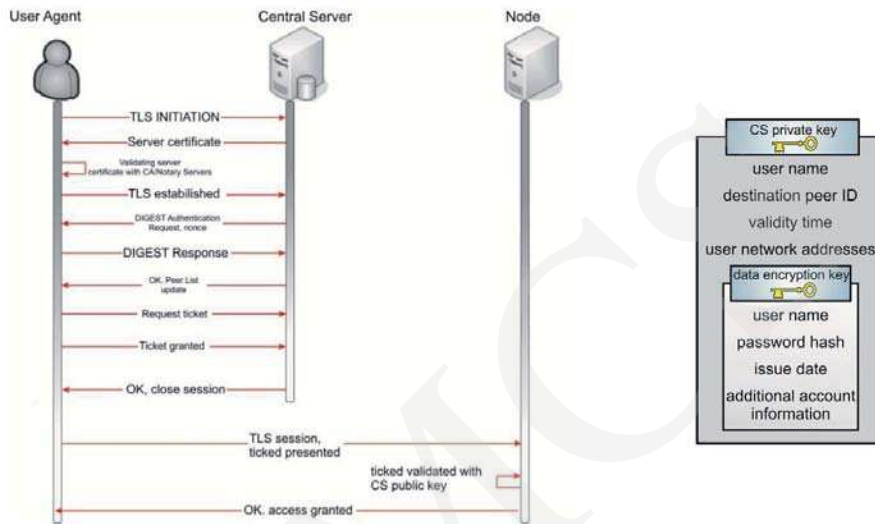 User Agent
Central Server
Node
TLS INITIATION
Server certificate
Validating server
certificate with CA/Notary Servers
TLS estabilished
DIGEST Authentication
Request, nonce
DIGEST Response
OK. Peer List
update
Request ticket
Ticket granted
OK, close session
TLS session,
ticked presented
ticked validated with
CS public key
OK. access granted
CS private key
user name
destination peer ID
validity time
user network addresses
data encryption key
user name
password hash
issue date
additional account
information